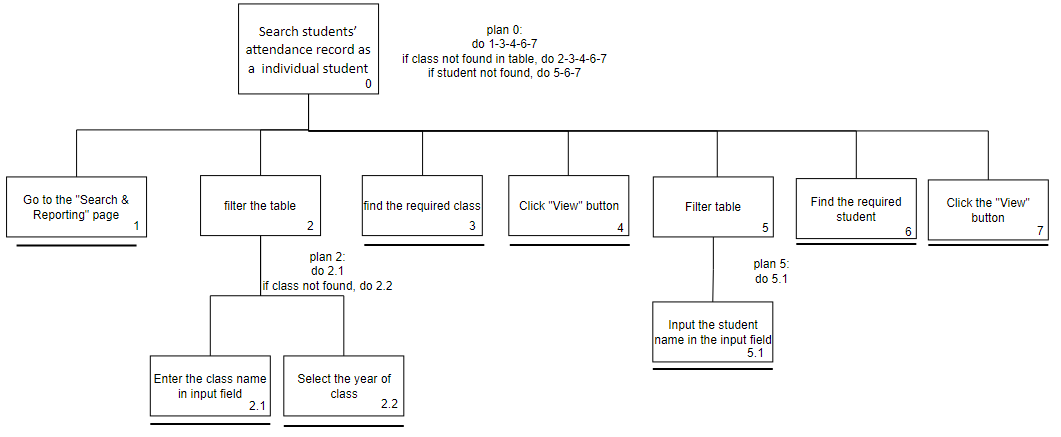 Search students'
attendance record as
a individual student
0
plan 0:
do 1-3-4-6-7
if class not found in table, do 2-3-4-6-7
if student not found, do 5-6-7
Go to the "Search &
Reporting" page
1
filter the table
2
find the required class
3
Click "View" button
4
Filter table
5
Find the required
student
6
Click the "View"
button
7
plan 2:
do 2.1
if class not found, do 2.2
plan 5:
do 5.1
Input the student
name in the input field
5.1
Enter the class name
in input field
2.1
Select the year of
class
2.2